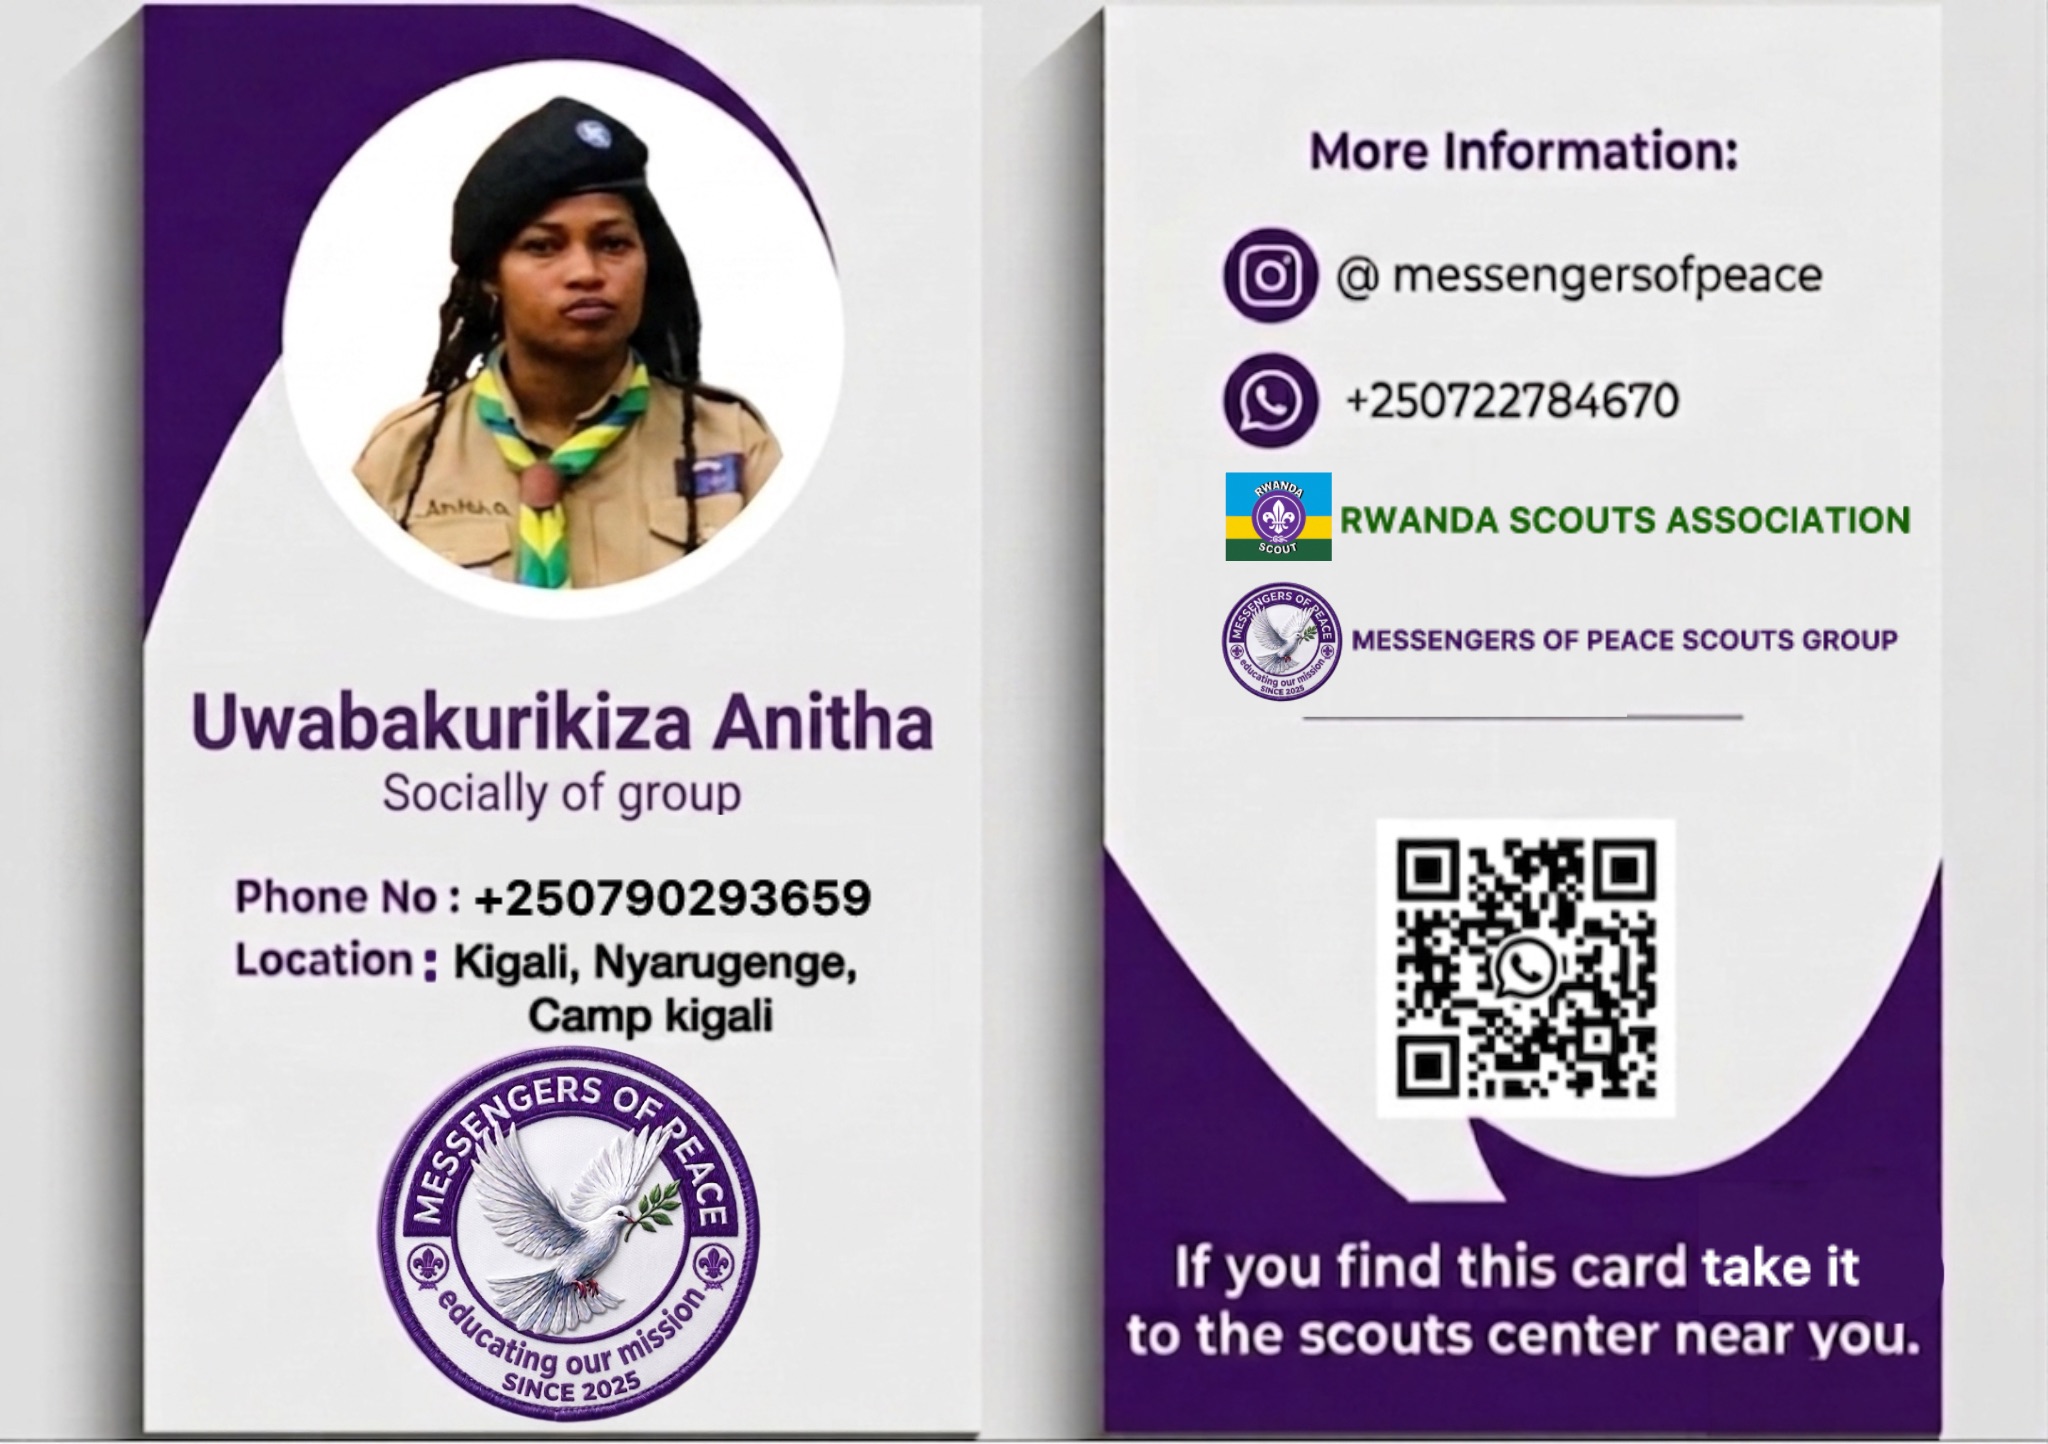 Anitha
Uwabakurikiza Anitha
Socially of group
Phone No : +250790293659
Location : Kigali, Nyarugenge,
Camp kigali
MESSENGERS OF PEACE
educating our mission
SINCE 2025
More Information:
@ messengersofpeace
+250722784670
RWANDA
SCOUT
RWANDA SCOUTS ASSOCIATION
MESSENGERS OF PEACE
educating our mission
SINCE 2025
MESSENGERS OF PEACE SCOUTS GROUP
If you find this card take it
to the scouts center near you.